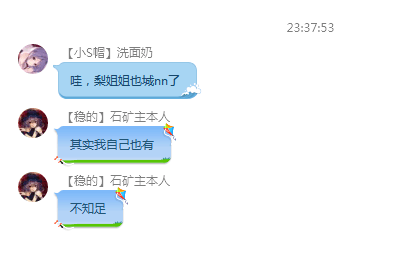 23:37:53
【小S帽】洗面奶
哇，梨姐姐也城nn了
【稳的】石矿主本人
其实我自己也有
【稳的】石矿主本人
不知足